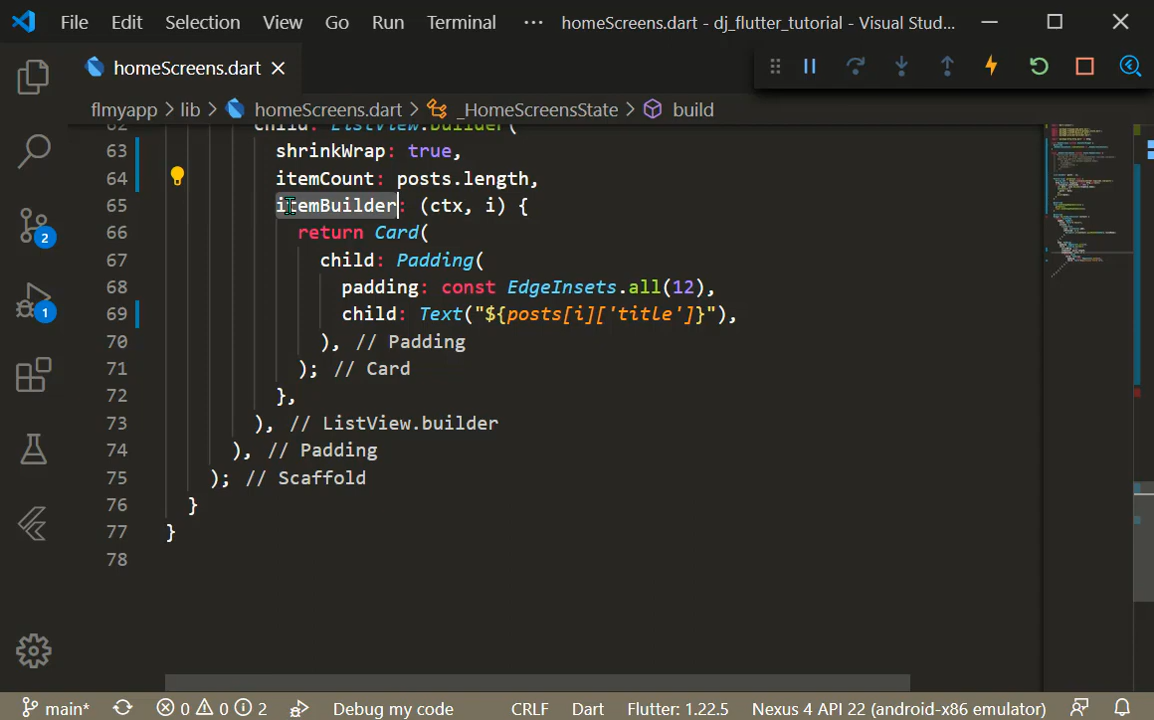 File Edit Selection View Go Run Terminal ··· homeScreens.dart - dj_flutter_tutorial - Visual Stud...
homeScreens.dart
flmyapp > lib > homeScreens.dart > _HomeScreensState > build
62 child: ListView.builder(
63 shrinkWrap: true,
64 itemCount: posts.length,
65 itemBuilder: (ctx, i) {
66 return Card(
67 child: Padding(
68 padding: const EdgeInsets.all(12),
69 child: Text("${posts[i]['title']}"),
70 ), // Padding
71 ); // Card
72 },
73 ), // ListView.builder
74 ), // Padding
75 ); // Scaffold
76 }
77 }
78
2
1
main* 0 0 2 Debug my code CRLF Dart Flutter: 1.22.5 Nexus 4 API 22 (android-x86 emulator)